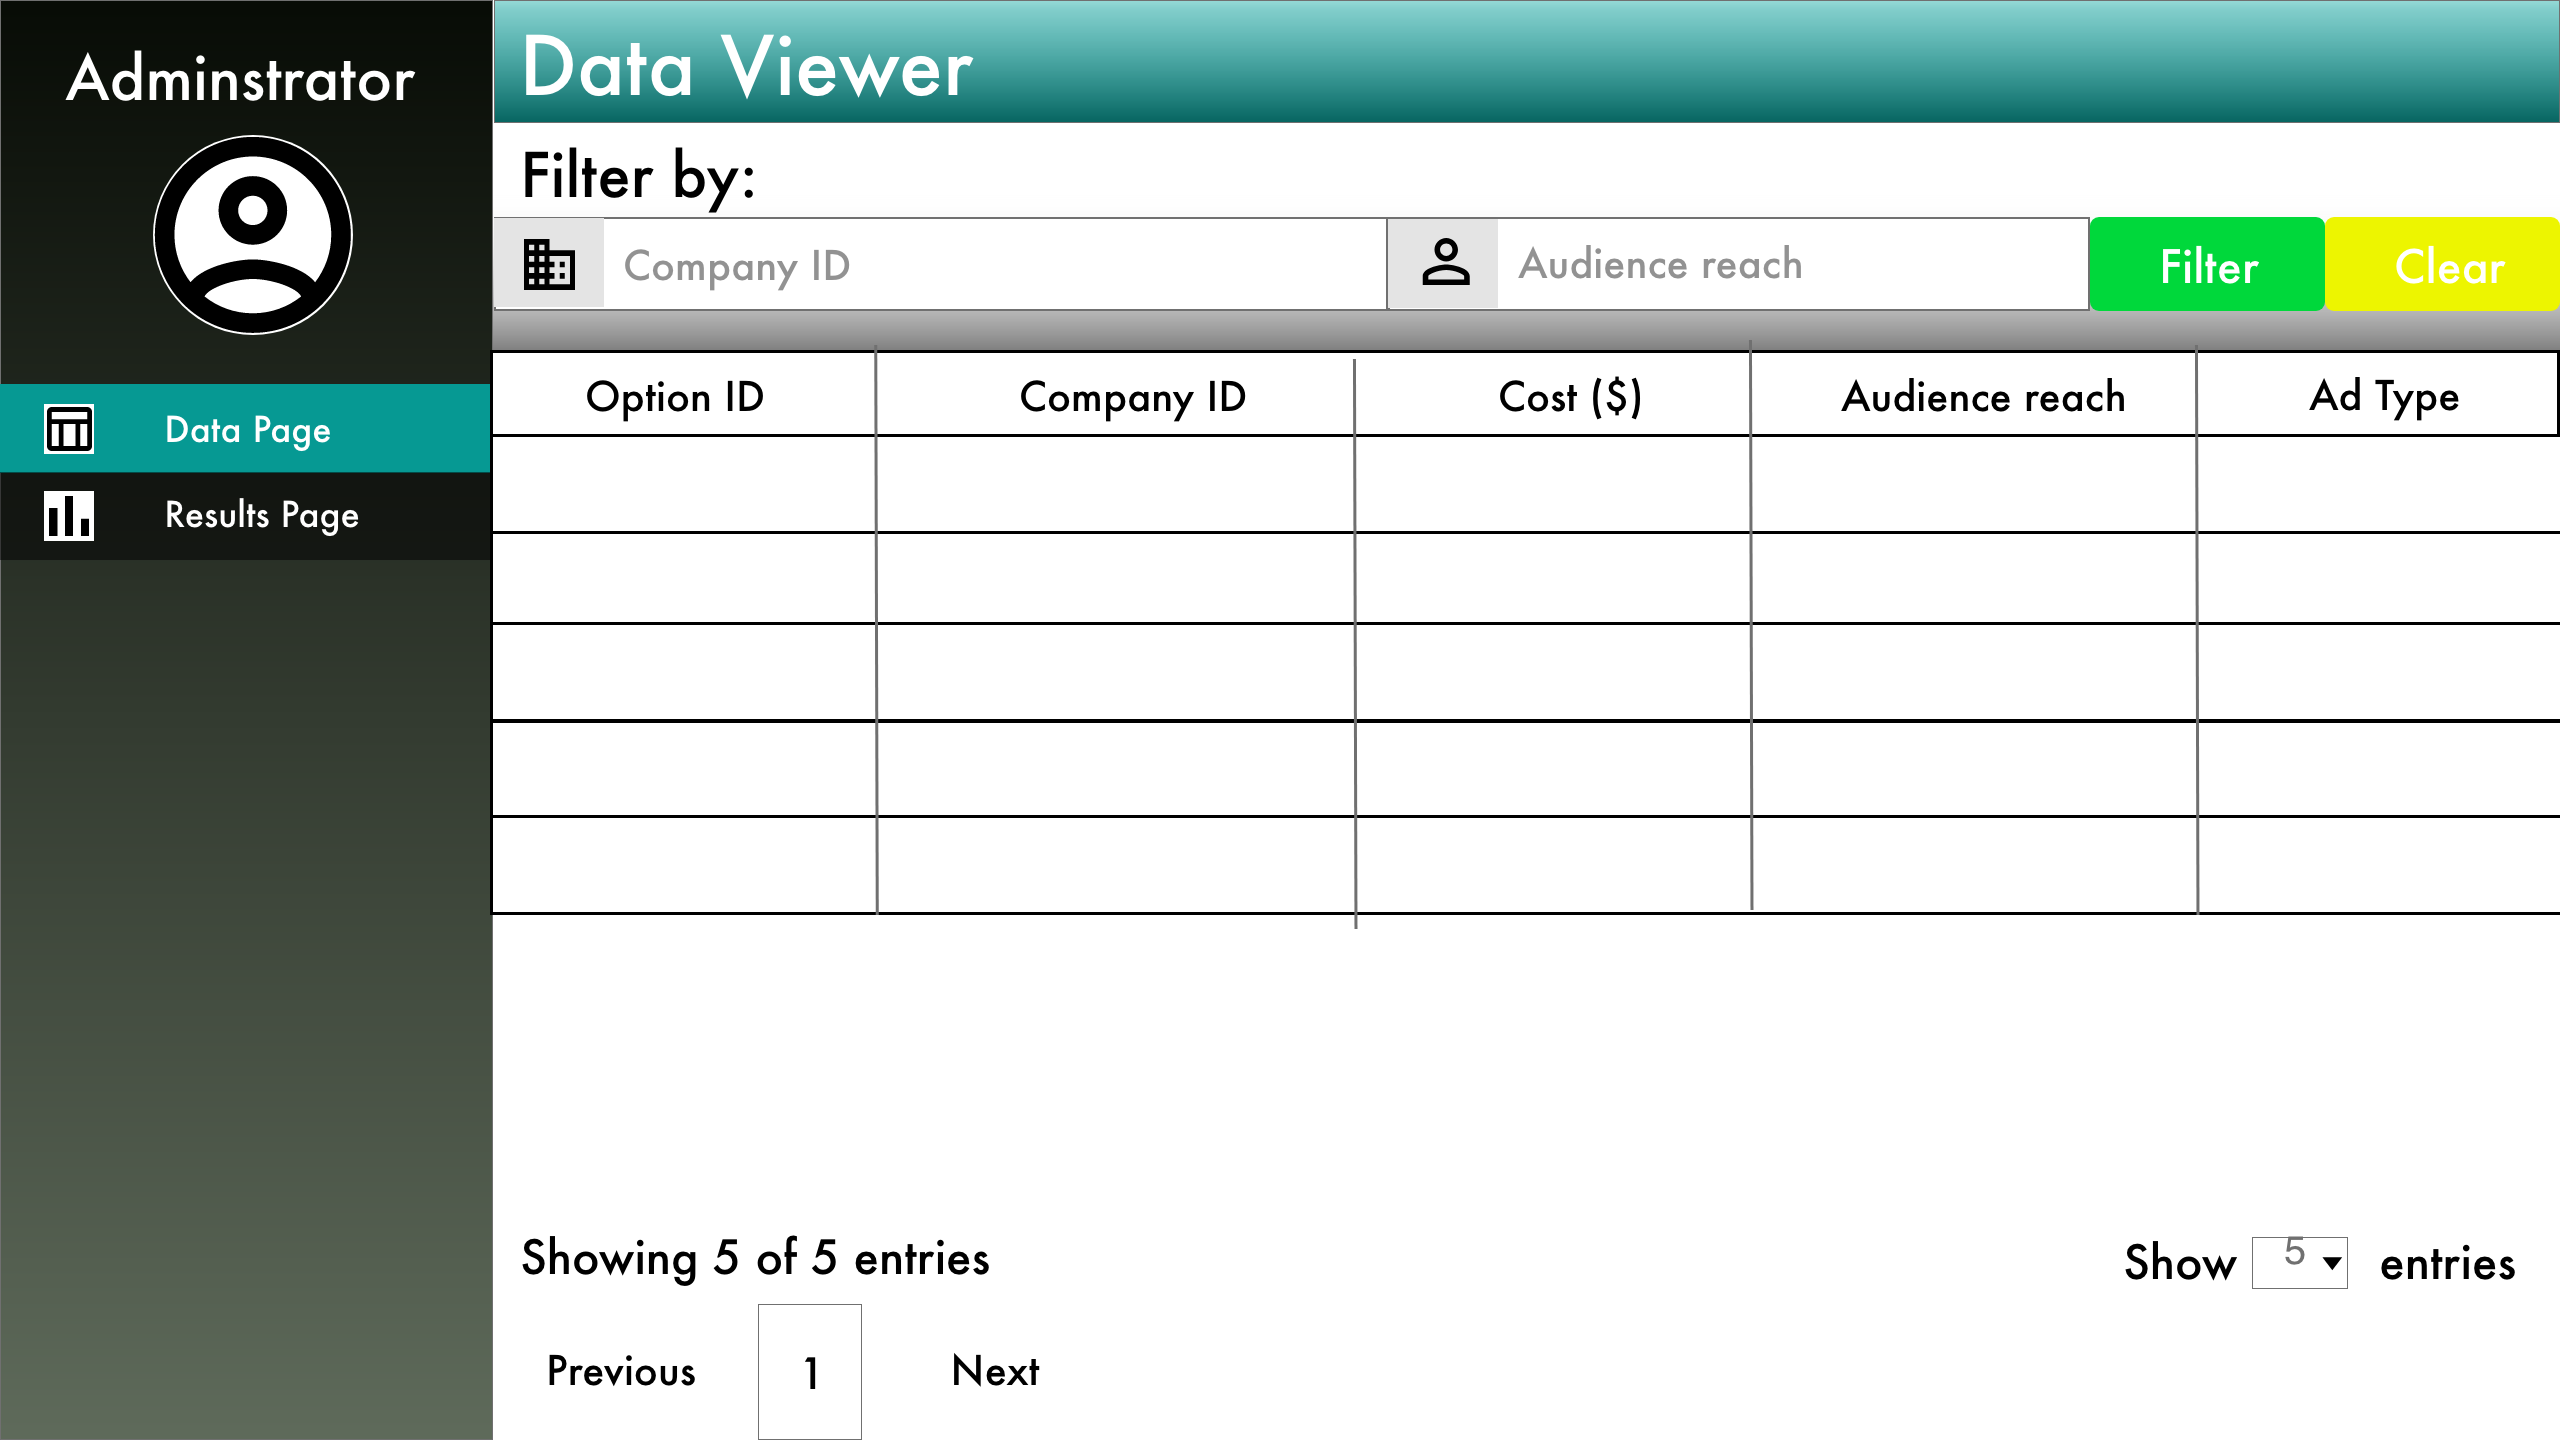 Adminstrator
Data Page
Results Page
Data Viewer
Filter by:
Company ID
Audience reach
Filter
Clear
Option ID
Company ID
Cost ($)
Audience reach
Ad Type
Showing 5 of 5 entries
Show 5 entries
Previous
1
Next